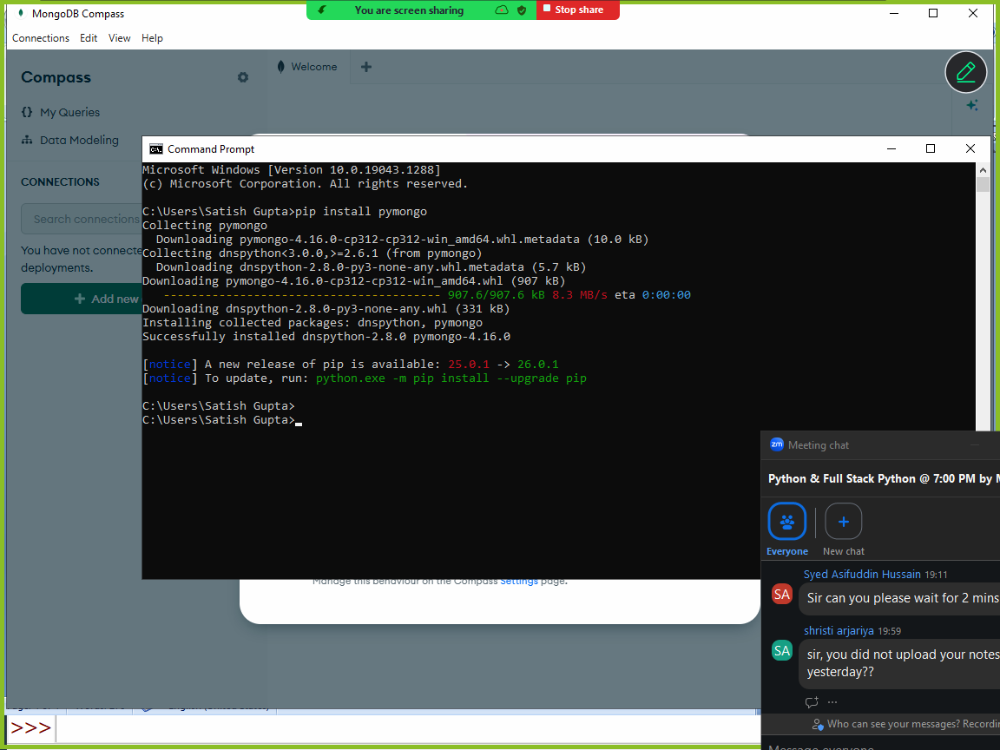 MongoDB Compass
You are screen sharing
Stop share
Connections Edit View Help
Compass
Welcome
My Queries
Data Modeling
CONNECTIONS
Search connections
You have not connecte
deployments.
Add new
Command Prompt
Microsoft Windows [Version 10.0.19043.1288]
(c) Microsoft Corporation. All rights reserved.
C:\Users\Satish Gupta>pip install pymongo
Collecting pymongo
Downloading pymongo-4.16.0-cp312-cp312-win_amd64.whl.metadata (10.0 kB)
Collecting dnspython<3.0.0,>=2.6.1 (from pymongo)
Downloading dnspython-2.8.0-py3-none-any.whl.metadata (5.7 kB)
Downloading pymongo-4.16.0-cp312-cp312-win_amd64.whl (907 kB)
---------------------------------------- 907.6/907.6 kB 8.3 MB/s eta 0:00:00
Downloading dnspython-2.8.0-py3-none-any.whl (331 kB)
Installing collected packages: dnspython, pymongo
Successfully installed dnspython-2.8.0 pymongo-4.16.0
[notice] A new release of pip is available: 25.0.1 -> 26.0.1
[notice] To update, run: python.exe -m pip install --upgrade pip
C:\Users\Satish Gupta>
C:\Users\Satish Gupta>
Manage this behaviour on the Compass Settings page.
zm Meeting chat
Python & Full Stack Python @ 7:00 PM by
Everyone New chat
Syed Asifuddin Hussain 19:11
SA
Sir can you please wait for 2 mins
shristi arjariya 19:59
SA
sir, you did not upload your notes
yesterday??
Who can see your messages? Recordin
Message everyone
>>>